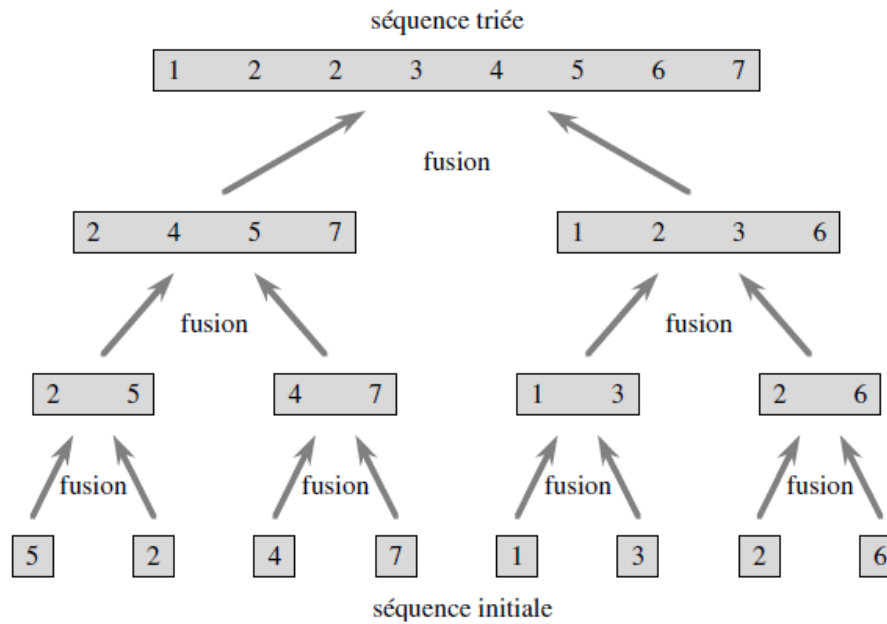 séquence triée
1 2 2 3 4 5 6 7
fusion
2 4 5 7 1 2 3 6
fusion fusion
2 5 4 7 1 3 2 6
fusion fusion fusion fusion
5 2 4 7 1 3 2 6
séquence initiale